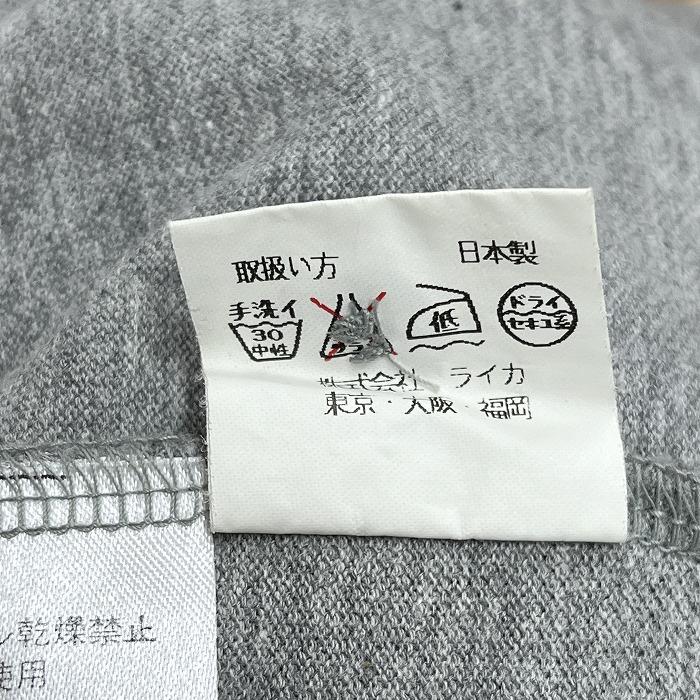 取扱い方 日本製
手洗イ
30
中性
低
ドライ
セキユ系
株式会社 ライカ
東京・大阪・福岡
乾燥禁止
使用